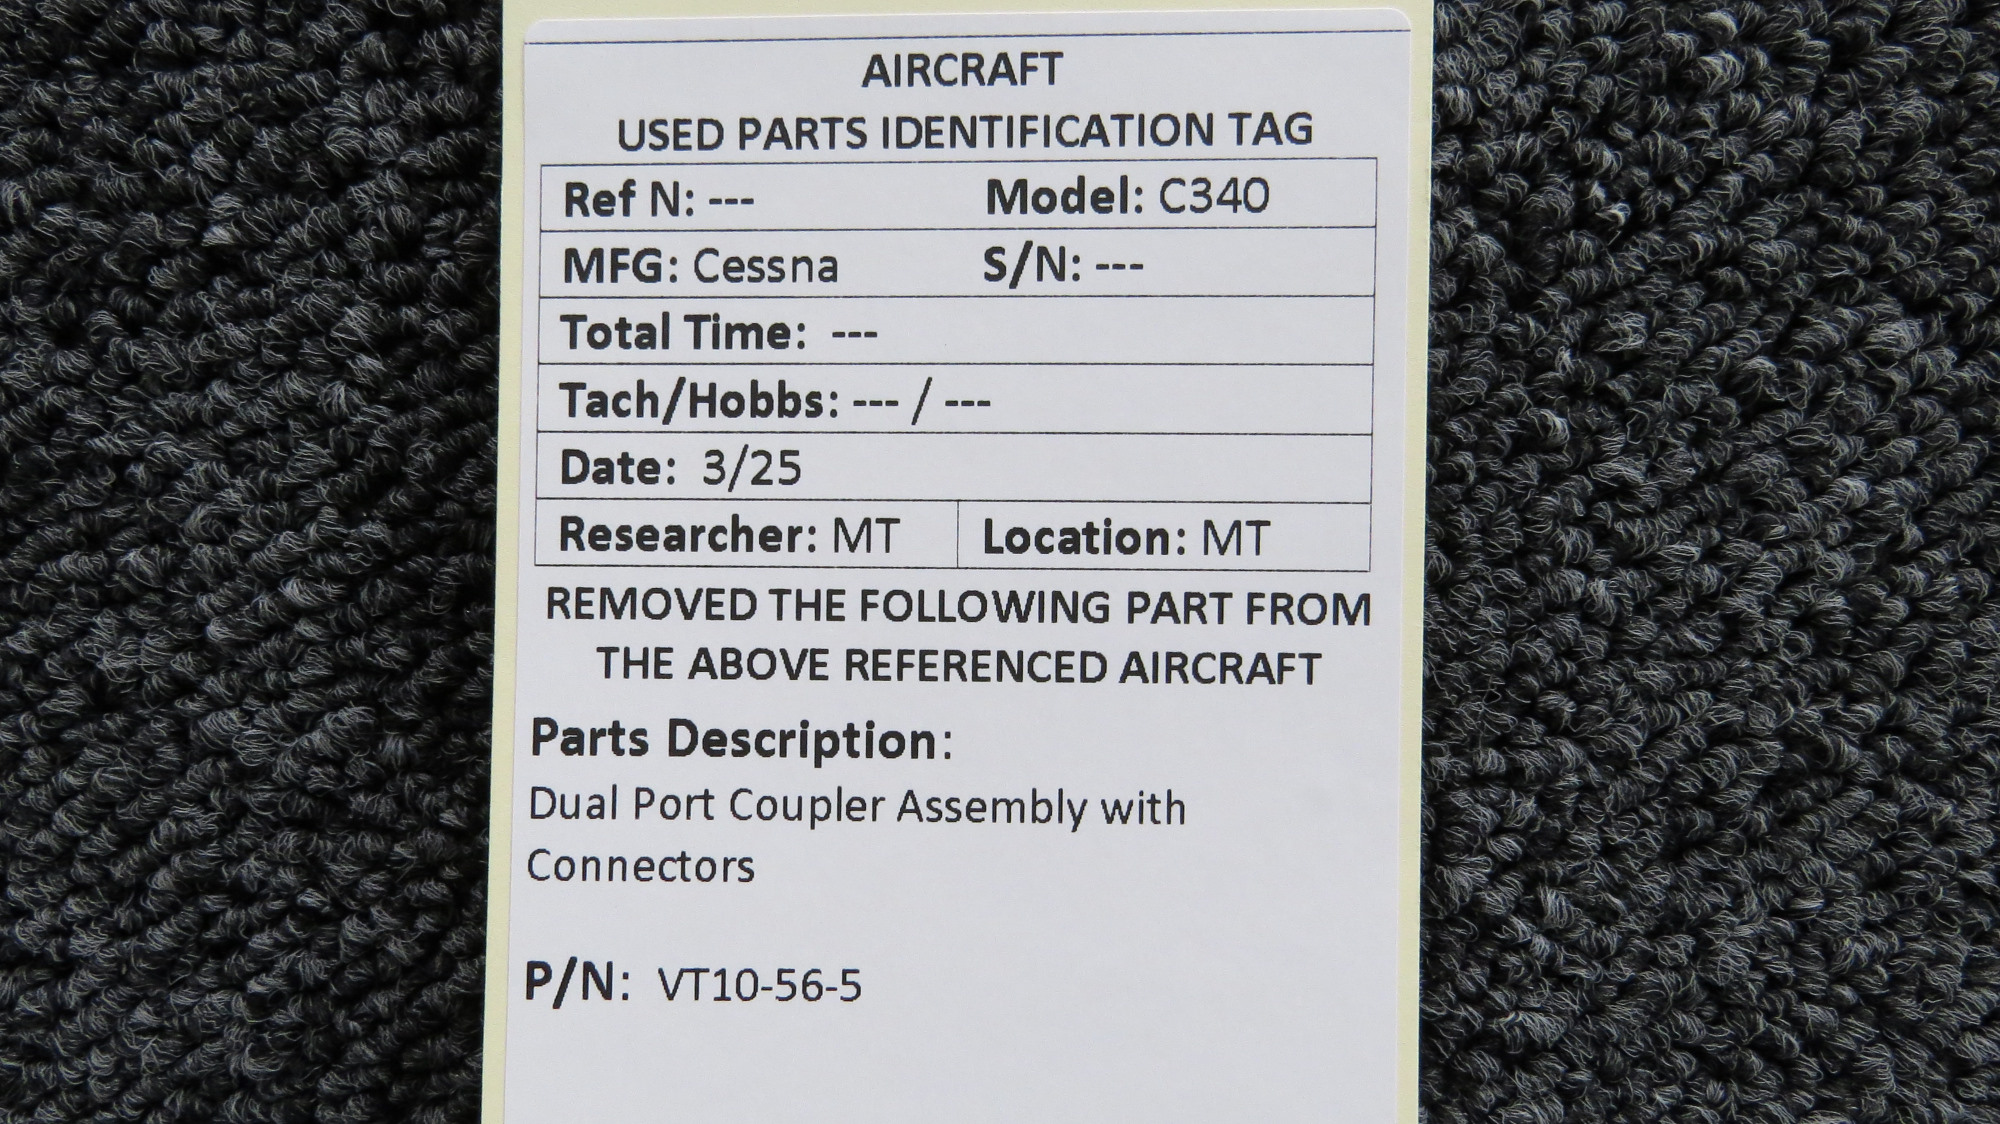 AIRCRAFT
USED PARTS IDENTIFICATION TAG
Ref N: --- Model: C340
MFG: Cessna S/N: ---
Total Time: ---
Tach/Hobbs: --- / ---
Date: 3/25
Researcher: MT Location: MT
REMOVED THE FOLLOWING PART FROM
THE ABOVE REFERENCED AIRCRAFT
Parts Description:
Dual Port Coupler Assembly with
Connectors
P/N: VT10-56-5